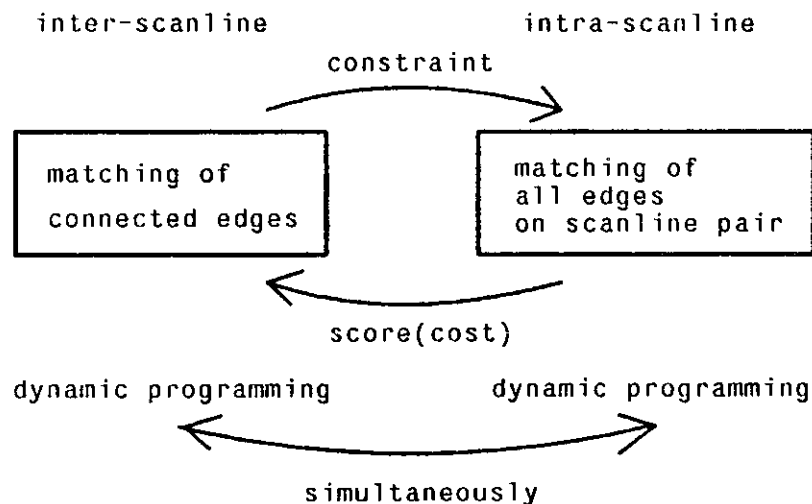 inter-scanline
intra-scanline
constraint
matching of
connected edges
matching of
all edges
on scanline pair
score(cost)
dynamic programming
dynamic programming
simultaneously